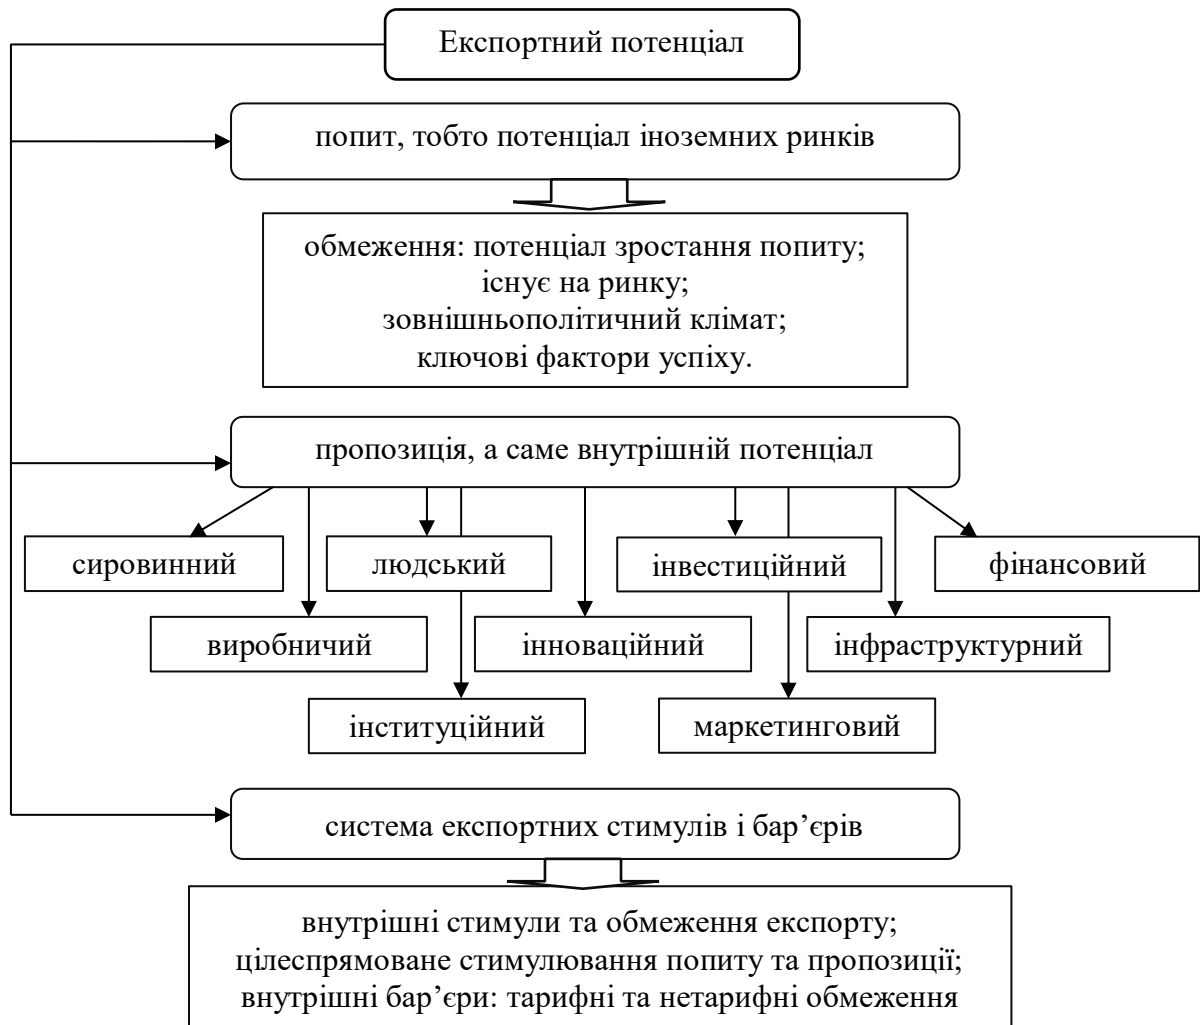 Експортний потенціал
попит, тобто потенціал іноземних ринків
обмеження: потенціал зростання попиту;
існує на ринку;
зовнішньополітичний клімат;
ключові фактори успіху.
пропозиція, а саме внутрішній потенціал
сировинний
людський
інвестиційний
фінансовий
виробничий
інноваційний
інфраструктурний
інституційний
маркетинговий
система експортних стимулів і бар’єрів
внутрішні стимули та обмеження експорту;
цілеспрямоване стимулювання попиту та пропозиції;
внутрішні бар’єри: тарифні та нетарифні обмеження